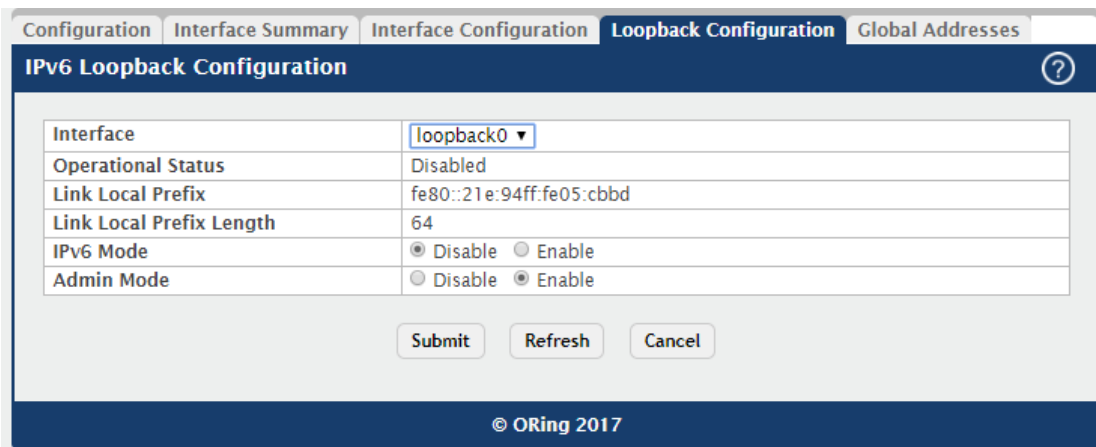 Configuration Interface Summary Interface Configuration Loopback Configuration Global Addresses
IPv6 Loopback Configuration ?
Interface loopback0 ▼
Operational Status Disabled
Link Local Prefix fe80::21e:94ff:fe05:cbbd
Link Local Prefix Length 64
IPv6 Mode Disable Enable
Admin Mode Disable Enable
Submit Refresh Cancel
© ORing 2017